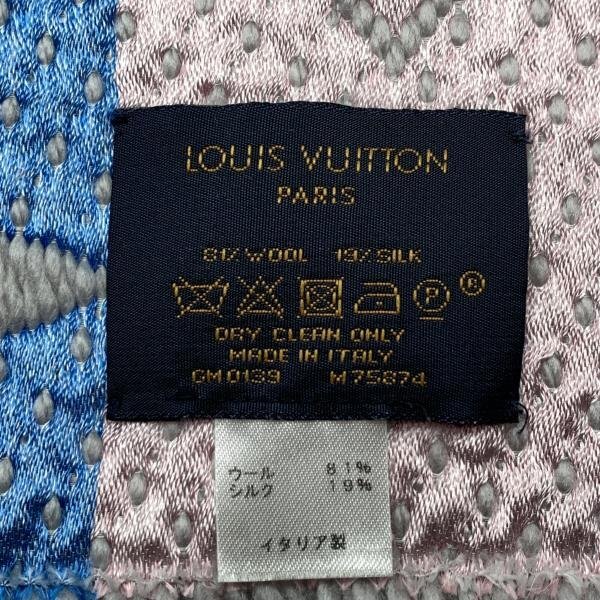 LOUIS VUITTON
PARIS
81% WOOL 19% SILK
P ®
DRY CLEAN ONLY
MADE IN ITALY
GM0139 M75874
ウール 81%
シルク 19%
イタリア製